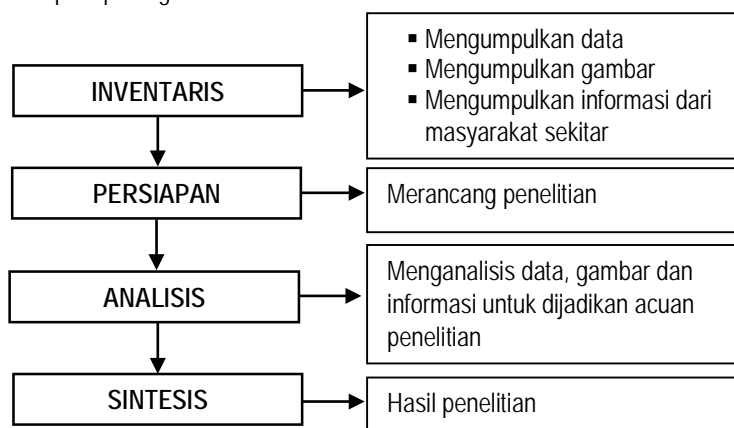 INVENTARIS
▪ Mengumpulkan data
▪ Mengumpulkan gambar
▪ Mengumpulkan informasi dari
masyarakat sekitar
PERSIAPAN
Merancang penelitian
ANALISIS
Menganalisis data, gambar dan
informasi untuk dijadikan acuan
penelitian
SINTESIS
Hasil penelitian